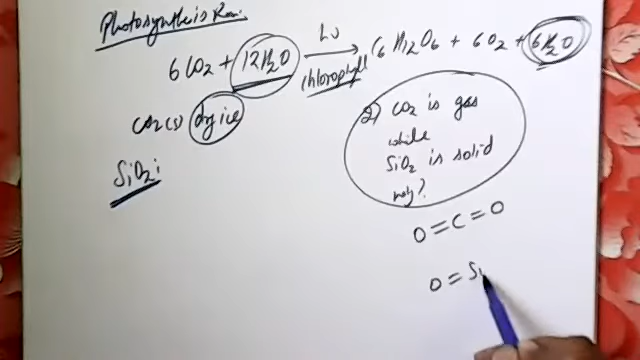 Photosynthesis Rxn.
6CO2 + 12H2O hν → C6H12O6 + 6O2 + 6H2O
chlorophyll
CO2(s) dry ice
SiO2:
2) CO2 is gas
while
SiO2 is solid
why?
O=C=O
O=Si